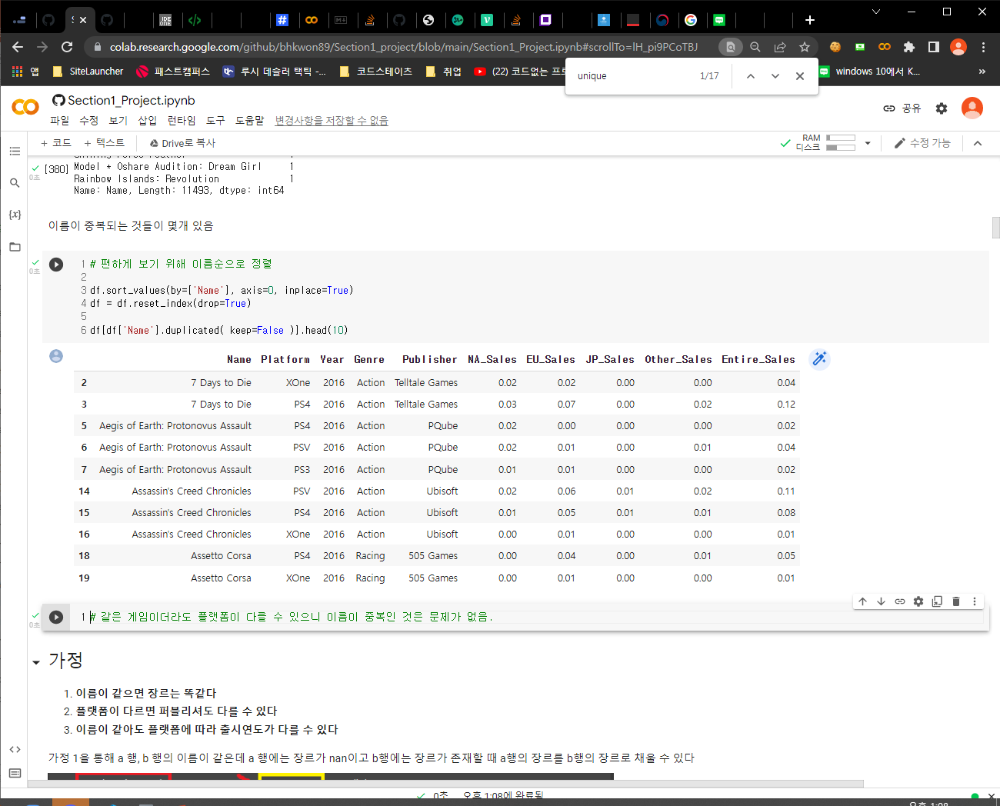 colab.research.google.com/github/bhkwon89/Section1_project/blob/main/Section1_Project.ipynb#scrollTo=lH_pi9PCoTBJ
앱 SiteLauncher 패스트캠퍼스 루시 데슬러 택틱 -... 코드스테이츠 취업 (22) 코드없는 프로 windows 10에서 K... »
unique 1/17
Section1_Project.ipynb
공유
파일 수정 보기 삽입 런타임 도구 도움말 변경사항을 저장할 수 없음
+ 코드 + 텍스트 Drive로 복사 RAM 디스크 수정 가능
[380] Model * Oshare Audition: Dream Girl 1
0초
Rainbow Islands: Revolution 1
Name: Name, Length: 11493, dtype: int64
이름이 중복되는 것들이 몇개 있음
1 # 편하게 보기 위해 이름순으로 정렬
0초
2
3 df.sort_values(by=['Name'], axis=0, inplace=True)
4 df = df.reset_index(drop=True)
5
6 df[df['Name'].duplicated( keep=False )].head(10)
Name Platform Year Genre Publisher NA_Sales EU_Sales JP_Sales Other_Sales Entire_Sales
2 7 Days to Die XOne 2016 Action Telltale Games 0.02 0.02 0.00 0.00 0.04
3 7 Days to Die PS4 2016 Action Telltale Games 0.03 0.07 0.00 0.02 0.12
5 Aegis of Earth: Protonovus Assault PS4 2016 Action PQube 0.02 0.00 0.00 0.00 0.02
6 Aegis of Earth: Protonovus Assault PSV 2016 Action PQube 0.02 0.01 0.00 0.01 0.04
7 Aegis of Earth: Protonovus Assault PS3 2016 Action PQube 0.01 0.01 0.00 0.00 0.02
14 Assassin's Creed Chronicles PSV 2016 Action Ubisoft 0.02 0.06 0.01 0.02 0.11
15 Assassin's Creed Chronicles PS4 2016 Action Ubisoft 0.01 0.05 0.01 0.01 0.08
16 Assassin's Creed Chronicles XOne 2016 Action Ubisoft 0.00 0.01 0.00 0.00 0.01
18 Assetto Corsa PS4 2016 Racing 505 Games 0.00 0.04 0.00 0.01 0.05
19 Assetto Corsa XOne 2016 Racing 505 Games 0.00 0.01 0.00 0.00 0.01
1 # 같은 게임이더라도 플랫폼이 다를 수 있으니 이름이 중복인 것은 문제가 없음.
0초
가정
1. 이름이 같으면 장르는 똑같다
2. 플랫폼이 다르면 퍼블리셔도 다를 수 있다
3. 이름이 같아도 플랫폼에 따라 출시연도가 다를 수 있다
가정 1을 통해 a 행, b 행의 이름이 같은데 a 행에는 장르가 nan이고 b행에는 장르가 존재할 때 a행의 장르를 b행의 장르로 채울 수 있다
0초 오후 1:08에 완료됨
오후 1:08